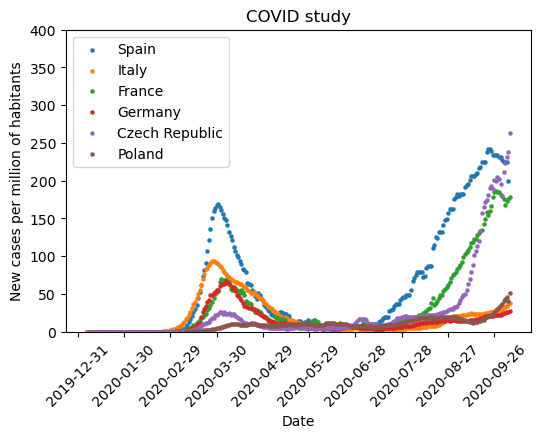 COVID study
New cases per million of habitants
400
350
300
250
200
150
100
50
0
Spain
Italy
France
Germany
Czech Republic
Poland
2019-12-31
2020-01-30
2020-02-29
2020-03-30
2020-04-29
2020-05-29
2020-06-28
2020-07-28
2020-08-27
2020-09-26
Date